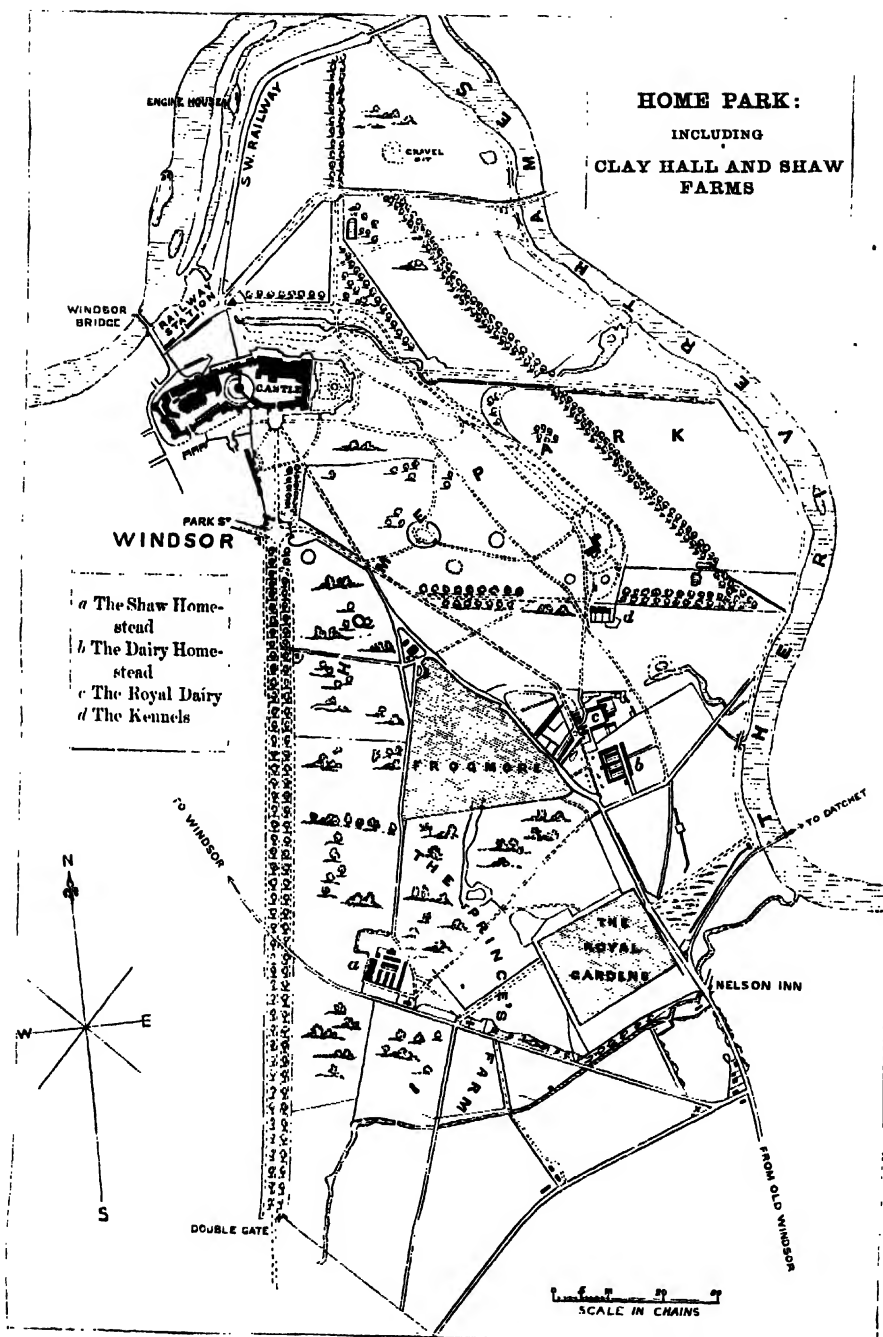 HOME PARK:
INCLUDING
CLAY HALL AND SHAW
FARMS
ENGINE HOUSE
S.W. RAILWAY
GRAVEL
PIT
THE RIVER THAMES
WINDSOR
BRIDGE
RAILWAY
STATION
CASTLE
HOME PARK
PARK ST
WINDSOR
a The Shaw Home-
stead
b The Dairy Home-
stead
c The Royal Dairy
d The Kennels
d
c
b
FROGMORE
TO WINDSOR
TO DATCHET
THE PRINCE'S
FARM
THE
ROYAL
GARDENS
a
NELSON INN
N
W
E
S
DOUBLE GATE
FROM OLD WINDSOR
SCALE IN CHAINS